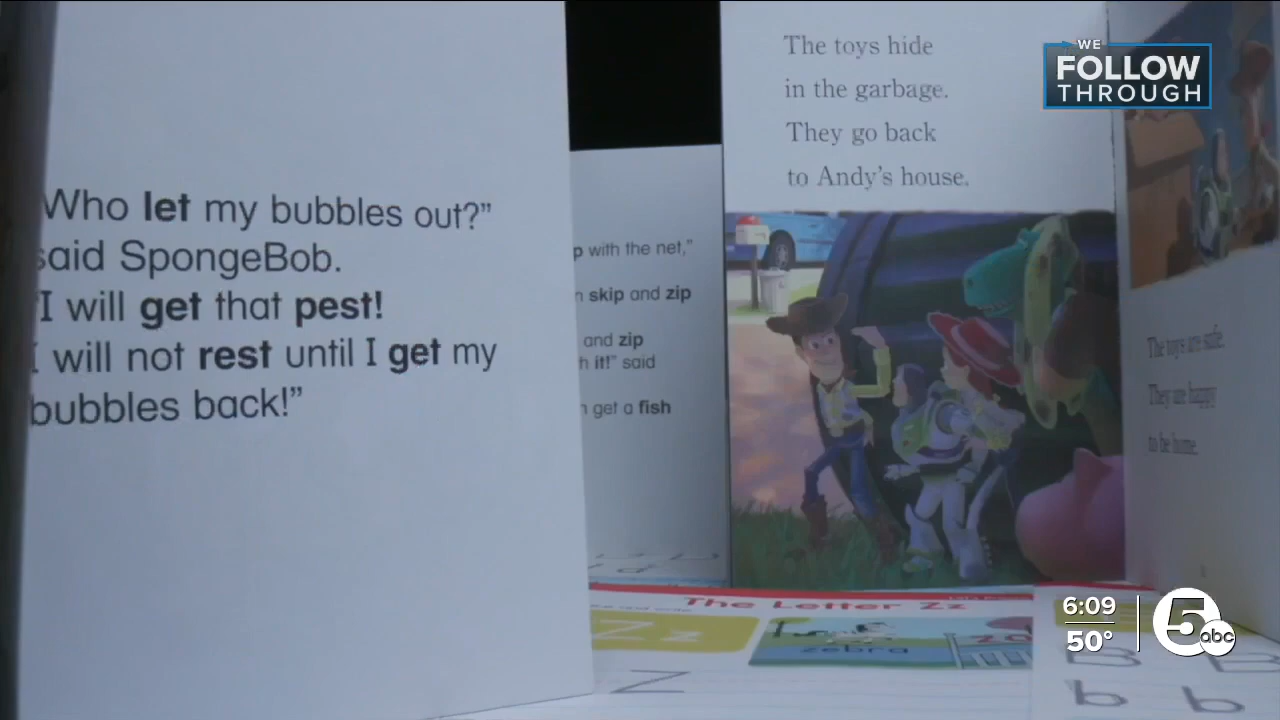 Who let my bubbles out?”
said SpongeBob.
“I will get that pest!
I will not rest until I get my
bubbles back!”
with the net,”
skip and zip
and zip
it!” said
get a fish
The toys hide
in the garbage.
They go back
to Andy’s house.
The toys are safe.
They are happy
to be home.
WE
FOLLOW
THROUGH
The Letter Zz
Zz
zebra
Z
B B
b b
6:09
50°
5
abc